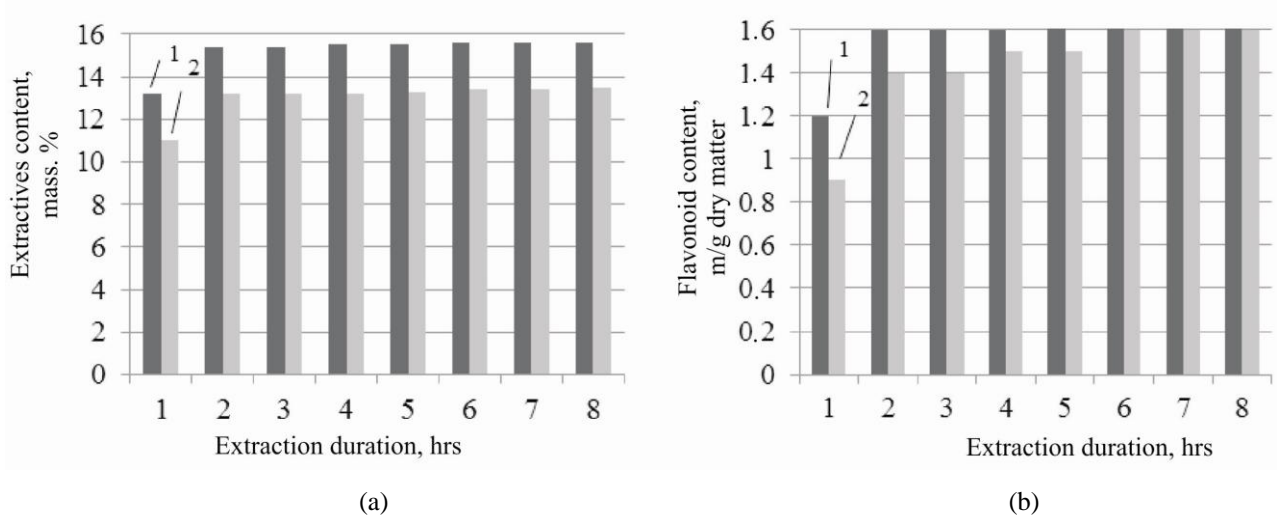 Extractives content,
mass. %
16
14
12
10
8
6
4
2
0
1
2
1 2 3 4 5 6 7 8
Extraction duration, hrs
(a)
Flavonoid content,
m/g dry matter
1.6
1.4
1.2
1
0.8
0.6
0.4
0.2
0
1
2
1 2 3 4 5 6 7 8
Extraction duration, hrs
(b)